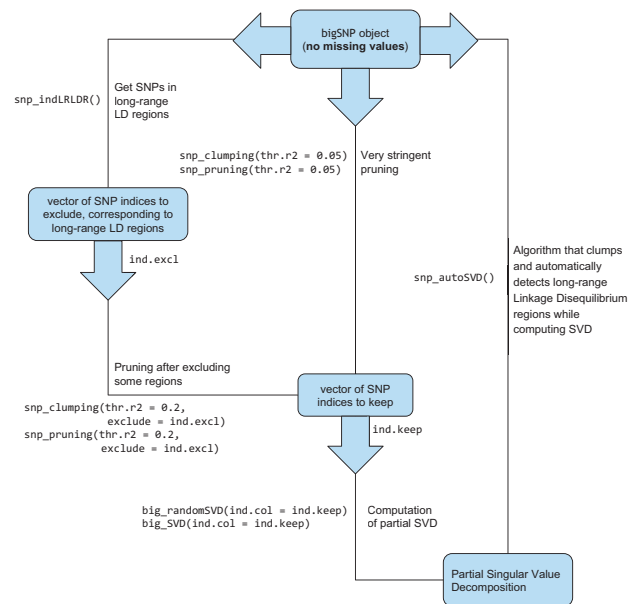 bigSNP object
(no missing values)
Get SNPs in
long-range
LD regions
snp_indLRLDR()
snp_clumping(thr.r2 = 0.05)
snp_pruning(thr.r2 = 0.05)
Very stringent
pruning
vector of SNP indices to
exclude, corresponding to
long-range LD regions
ind.excl
snp_autoSVD()
Algorithm that clumps
and automatically
detects long-range
Linkage Disequilibrium
regions while
computing SVD
Pruning after excluding
some regions
snp_clumping(thr.r2 = 0.2,
exclude = ind.excl)
snp_pruning(thr.r2 = 0.2,
exclude = ind.excl)
vector of SNP
indices to keep
ind.keep
big_randomSVD(ind.col = ind.keep)
big_SVD(ind.col = ind.keep)
Computation
of partial SVD
Partial Singular Value
Decomposition